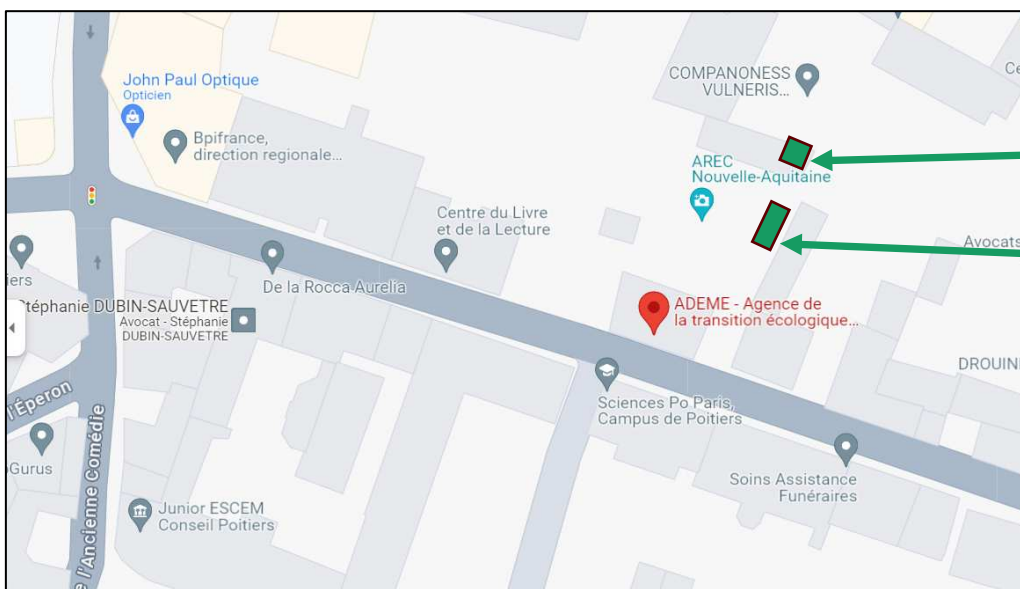 John Paul Optique
Opticien
Bpifrance,
direction regionale...
COMPANONESS
VULNERIS...
Ce
AREC
Nouvelle-Aquitaine
Centre du Livre
et de la Lecture
Avocats
iers
De la Rocca Aurelia
Stéphanie DUBIN-SAUVETRE
Avocat - Stéphanie
DUBIN-SAUVETRE
ADEME - Agence de
la transition écologique...
DROUIN
l'Éperon
Sciences Po Paris,
Campus de Poitiers
Gurus
e l'Ancienne Comédie
Soins Assistance
Funéraires
Junior ESCEM
Conseil Poitiers